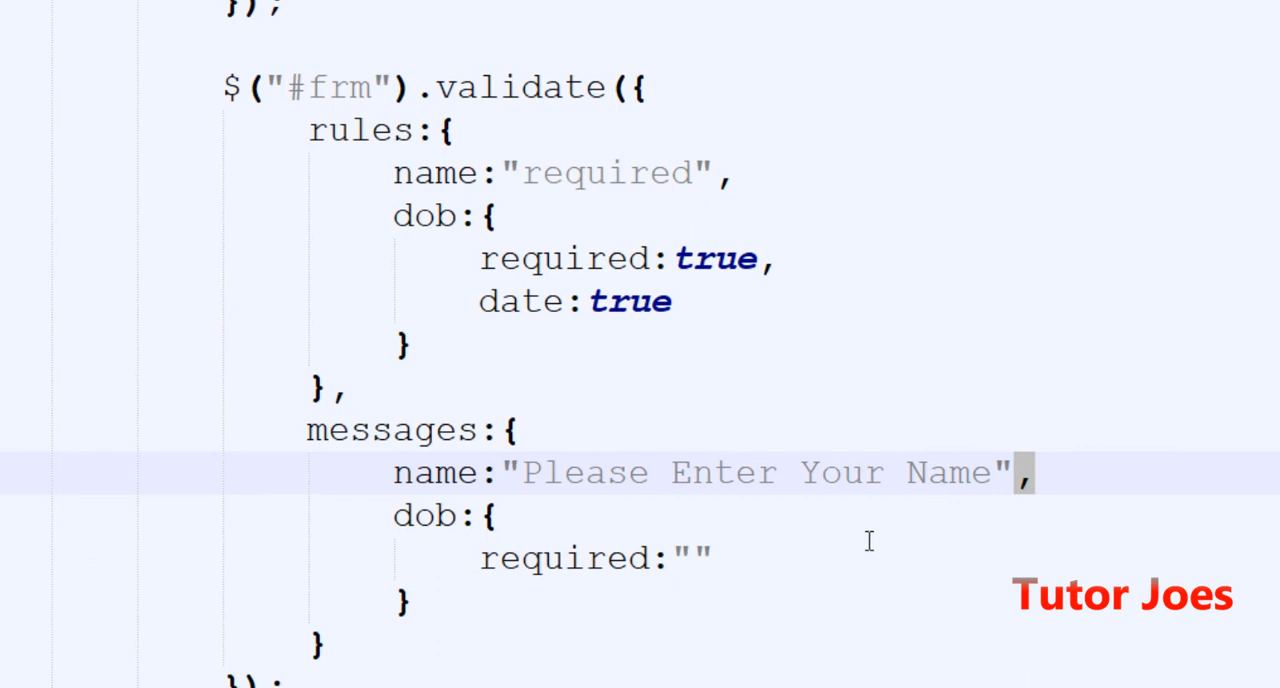 });
$("#frm").validate({
rules:{
name:"required",
dob:{
required:true,
date:true
}
},
messages:{
name:"Please Enter Your Name",
dob:{
required:""
}
}
});
Tutor Joes